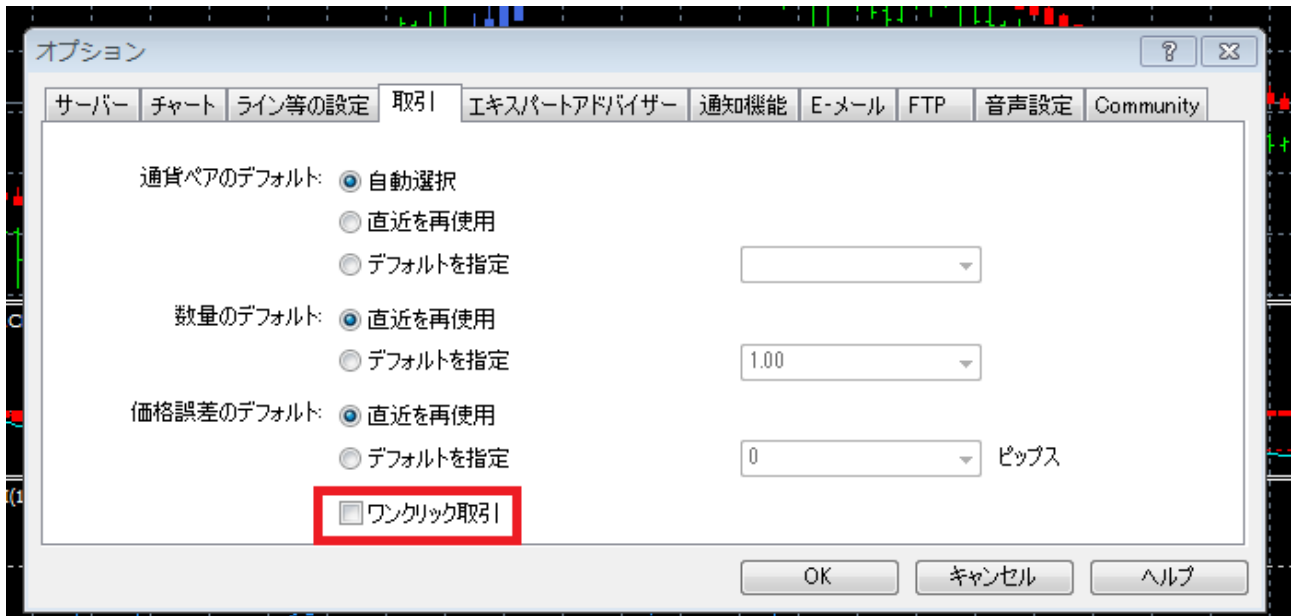 オプション
サーバー チャート ライン等の設定 取引 エキスパートアドバイザー 通知機能 E-メール FTP 音声設定 Community
通貨ペアのデフォルト: 自動選択
直近を再使用
デフォルトを指定
数量のデフォルト: 直近を再使用
デフォルトを指定 1.00
価格誤差のデフォルト: 直近を再使用
デフォルトを指定 0 ピップス
ワンクリック取引
OK キャンセル ヘルプ